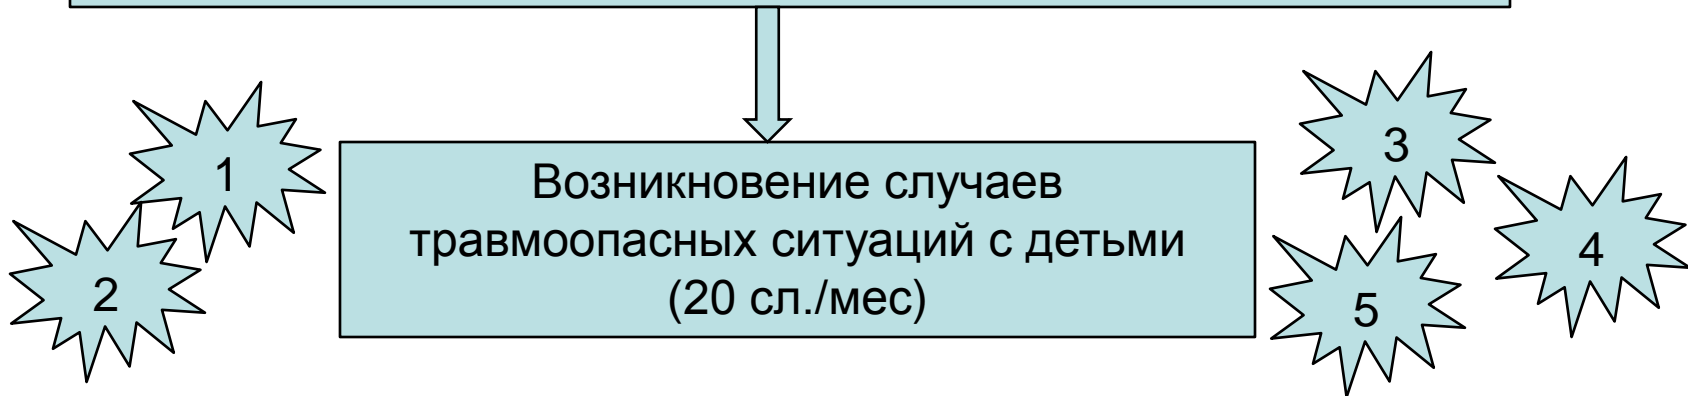 1
2
Возникновение случаев
травмоопасных ситуаций с детьми
(20 сл./мес)
3
4
5